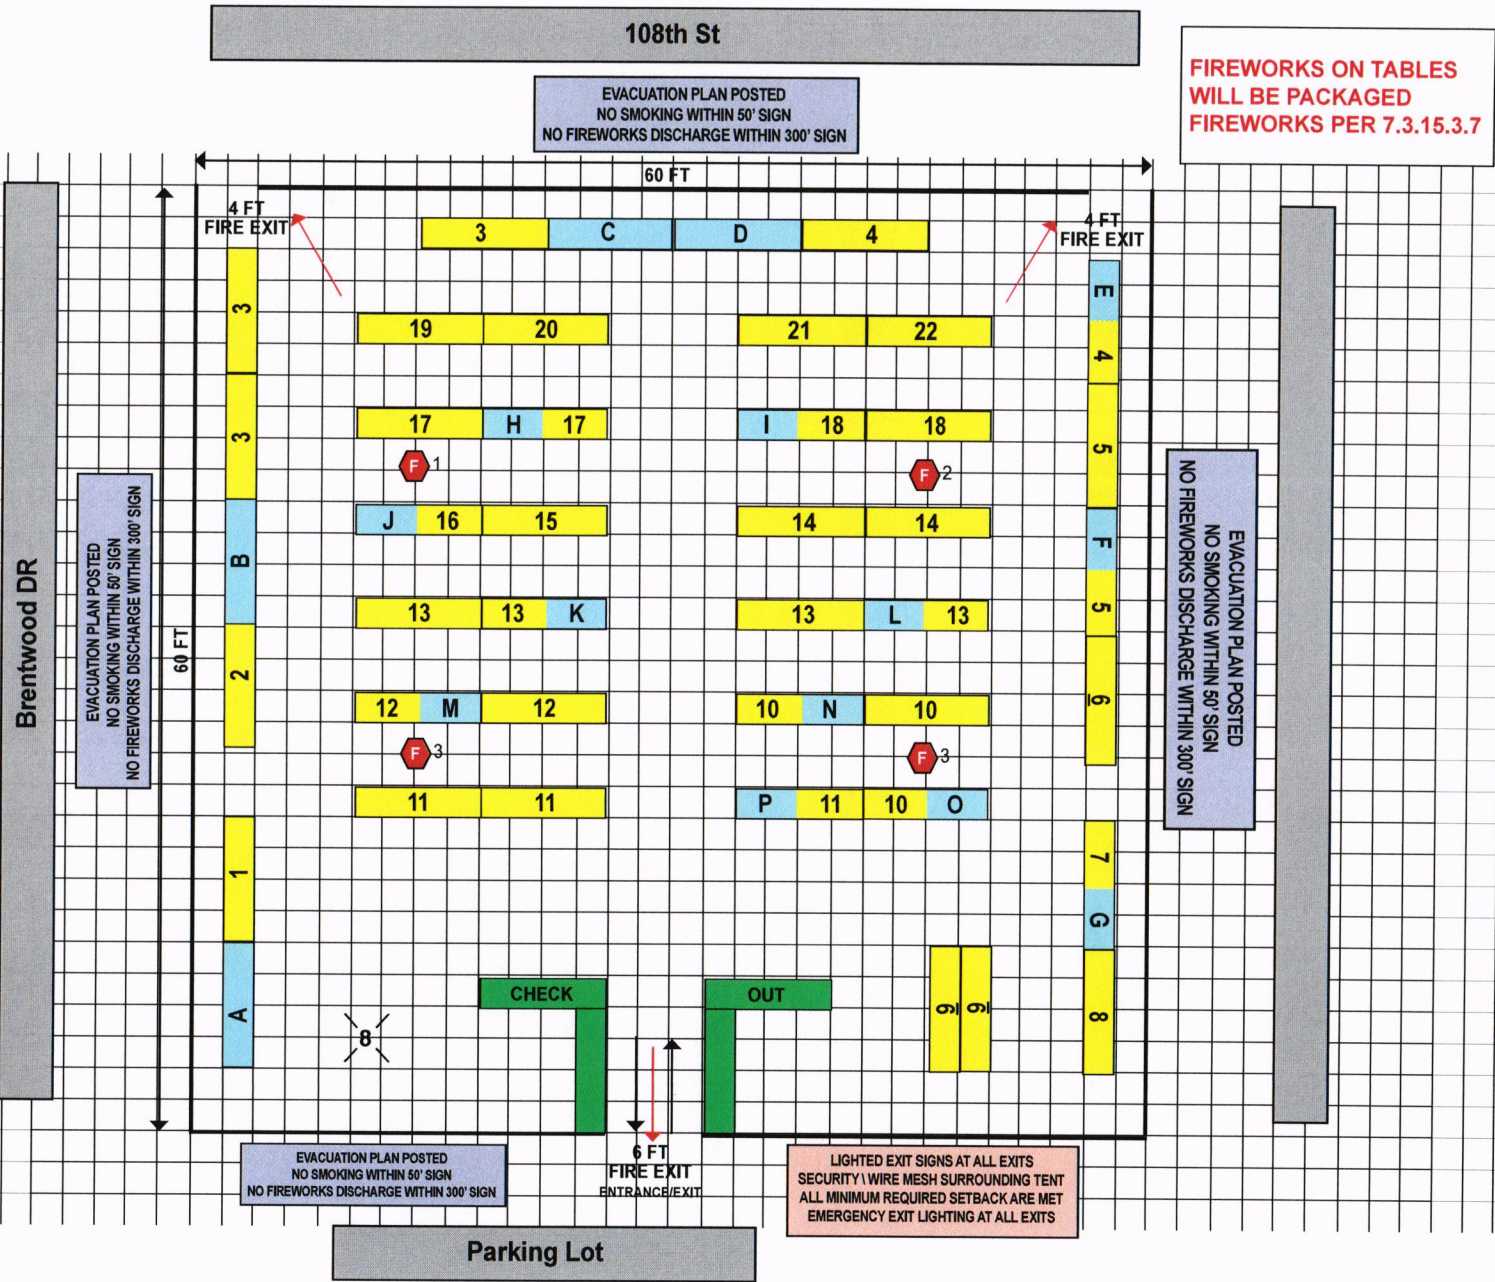 108th St
FIREWORKS ON TABLES
WILL BE PACKAGED
FIREWORKS PER 7.3.15.3.7
EVACUATION PLAN POSTED
NO SMOKING WITHIN 50' SIGN
NO FIREWORKS DISCHARGE WITHIN 300' SIGN
60 FT
4 FT
FIRE EXIT
4 FT
FIRE EXIT
3 C D 4
3
3
B
2
1
A
19 20
21 22
17 H 17
I 18 18
F 1
F 2
J 16 15
14 14
13 13 K
13 L 13
12 M 12
10 N 10
F 3
F 3
11 11
P 11 10 O
E
4
5
F
5
6
7
G
8
6
6
Brentwood DR
EVACUATION PLAN POSTED
NO SMOKING WITHIN 50' SIGN
NO FIREWORKS DISCHARGE WITHIN 300' SIGN
60 FT
EVACUATION PLAN POSTED
NO SMOKING WITHIN 50' SIGN
NO FIREWORKS DISCHARGE WITHIN 300' SIGN
CHECK
OUT
8
6 FT
FIRE EXIT
ENTRANCE/EXIT
EVACUATION PLAN POSTED
NO SMOKING WITHIN 50' SIGN
NO FIREWORKS DISCHARGE WITHIN 300' SIGN
LIGHTED EXIT SIGNS AT ALL EXITS
SECURITY \ WIRE MESH SURROUNDING TENT
ALL MINIMUM REQUIRED SETBACK ARE MET
EMERGENCY EXIT LIGHTING AT ALL EXITS
Parking Lot